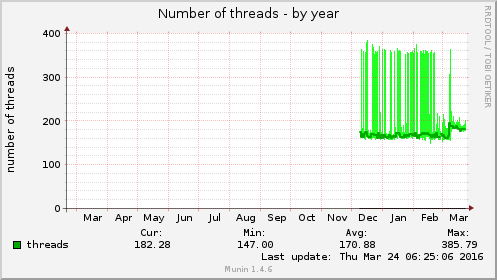 Number of threads - by year
RRDTOOL / TOBI OETIKER
number of threads
400
300
200
100
0
Mar Apr May Jun Jul Aug Sep Oct Nov Dec Jan Feb Mar
Cur: Min: Avg: Max:
threads 182.28 147.00 170.88 385.79
Last update: Thu Mar 24 06:25:06 2016
Munin 1.4.6